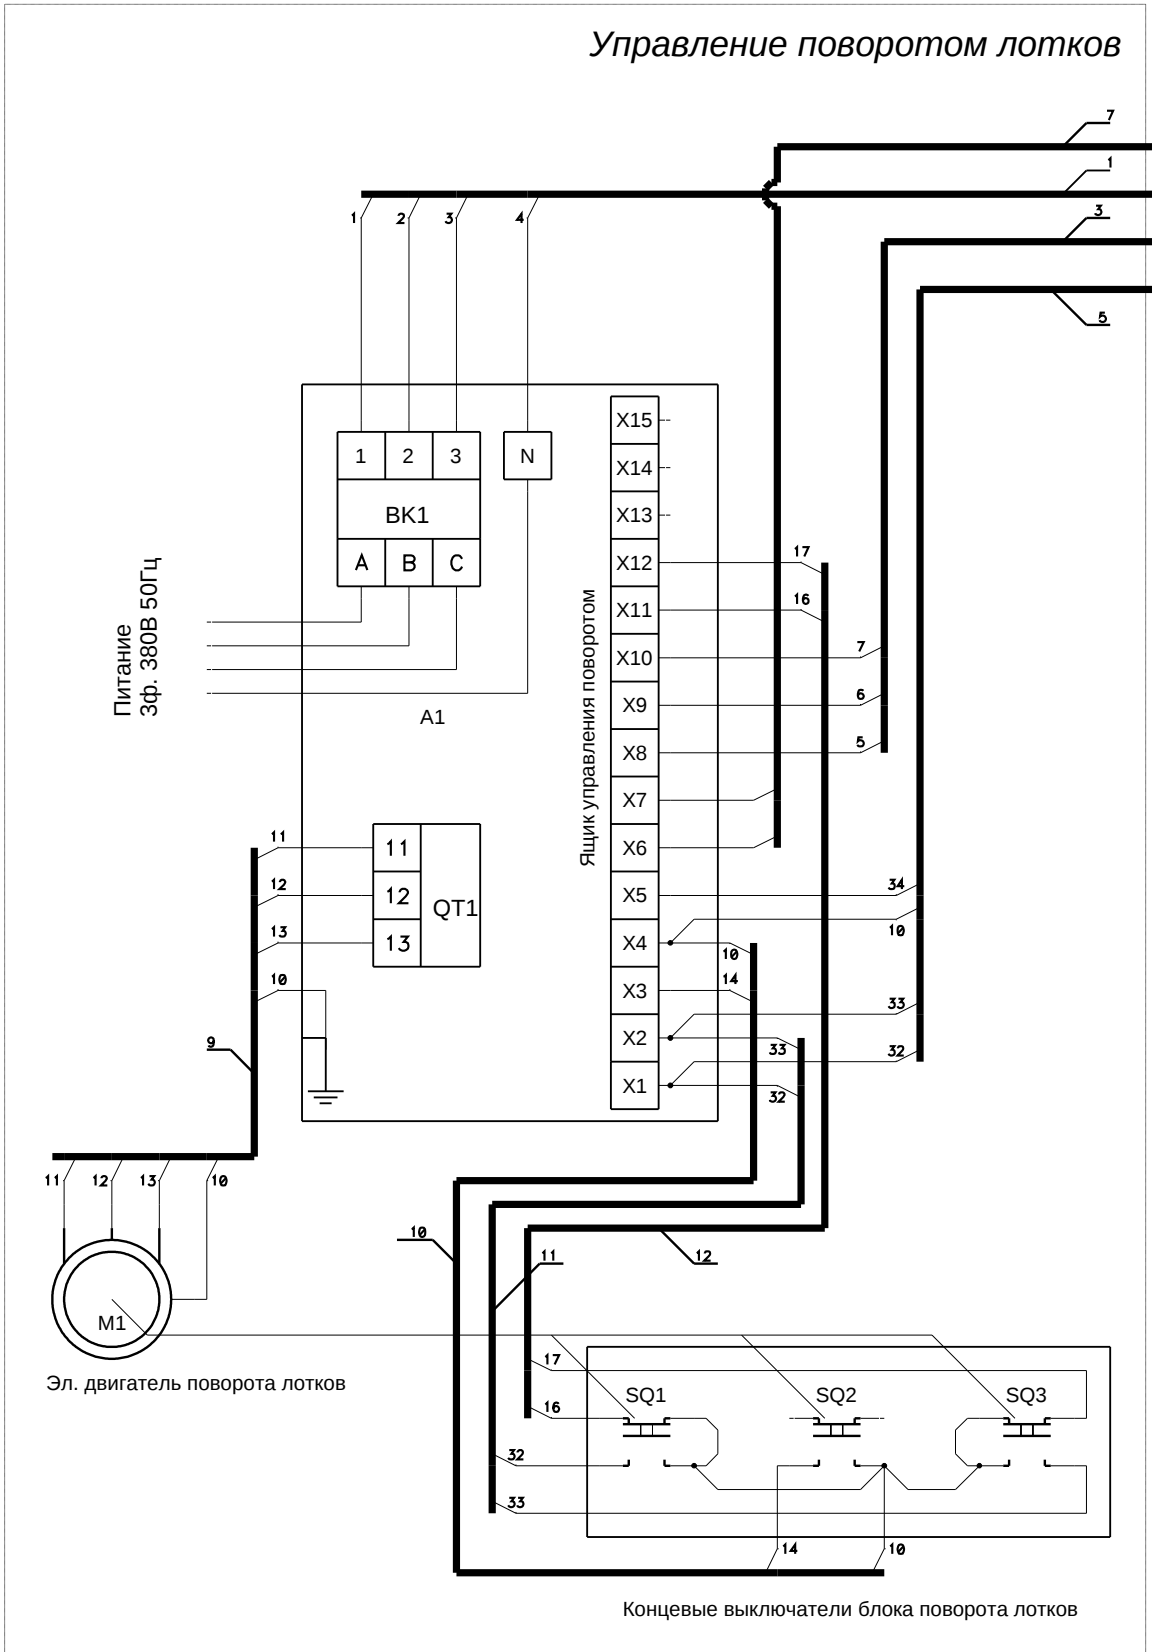 Управление поворотом лотков
7
1
3
5
1 2 3 4
1 2 3 N
BK1
A B C
Питание
3ф. 380В 50Гц
A1
Ящик управления поворотом
X15
X14
X13
X12 17
X11 16
X10 7
X9 6
X8 5
X7
X6
X5 34
10
X4 10
X3 14
33
X2 33
32
X1 32
11 11
12 12
QT1
13 13
10
9
11 12 13 10
M1
Эл. двигатель поворота лотков
10
11
12
17
SQ1 SQ2 SQ3
16
32
33
14 10
Концевые выключатели блока поворота лотков